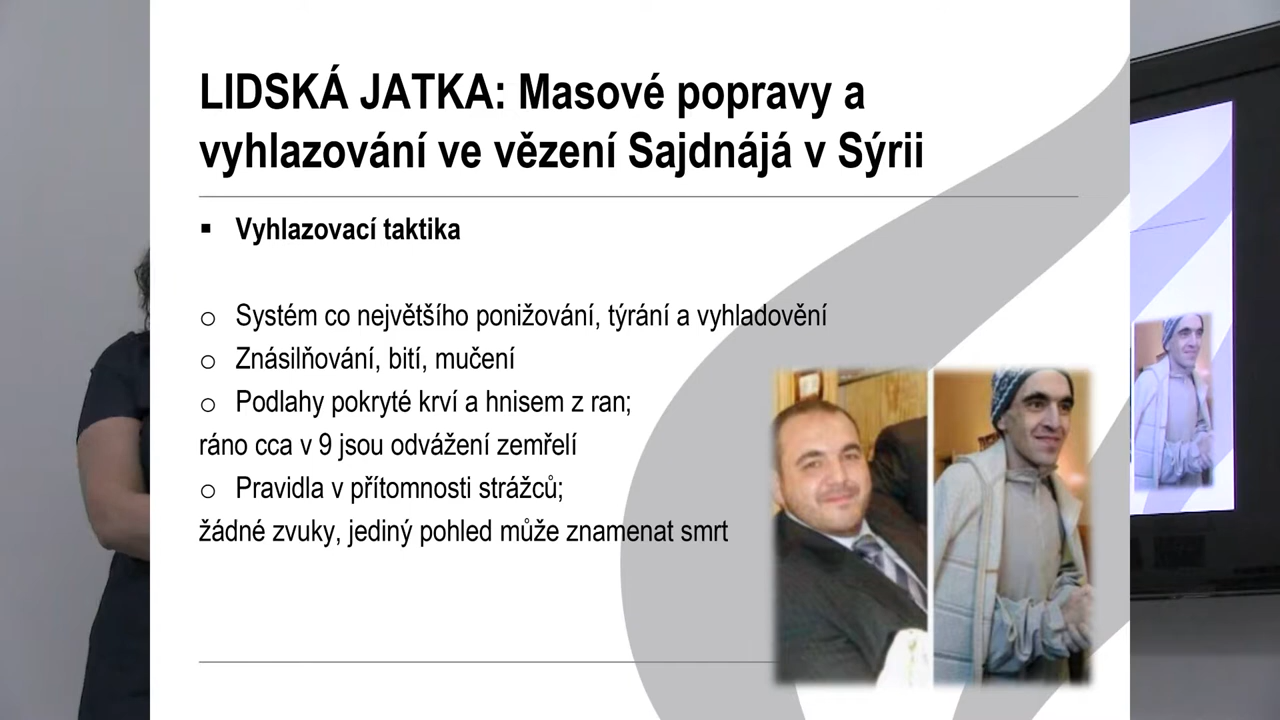 LIDSKÁ JATKA: Masové popravy a
vyhlazování ve vězení Sajdnájá v Sýrii
▪ Vyhlazovací taktika
o Systém co největšího ponižování, týrání a vyhladovění
o Znásilňování, bití, mučení
o Podlahy pokryté krví a hnisem z ran;
ráno cca v 9 jsou odvážení zemřelí
o Pravidla v přítomnosti strážců;
žádné zvuky, jediný pohled může znamenat smrt